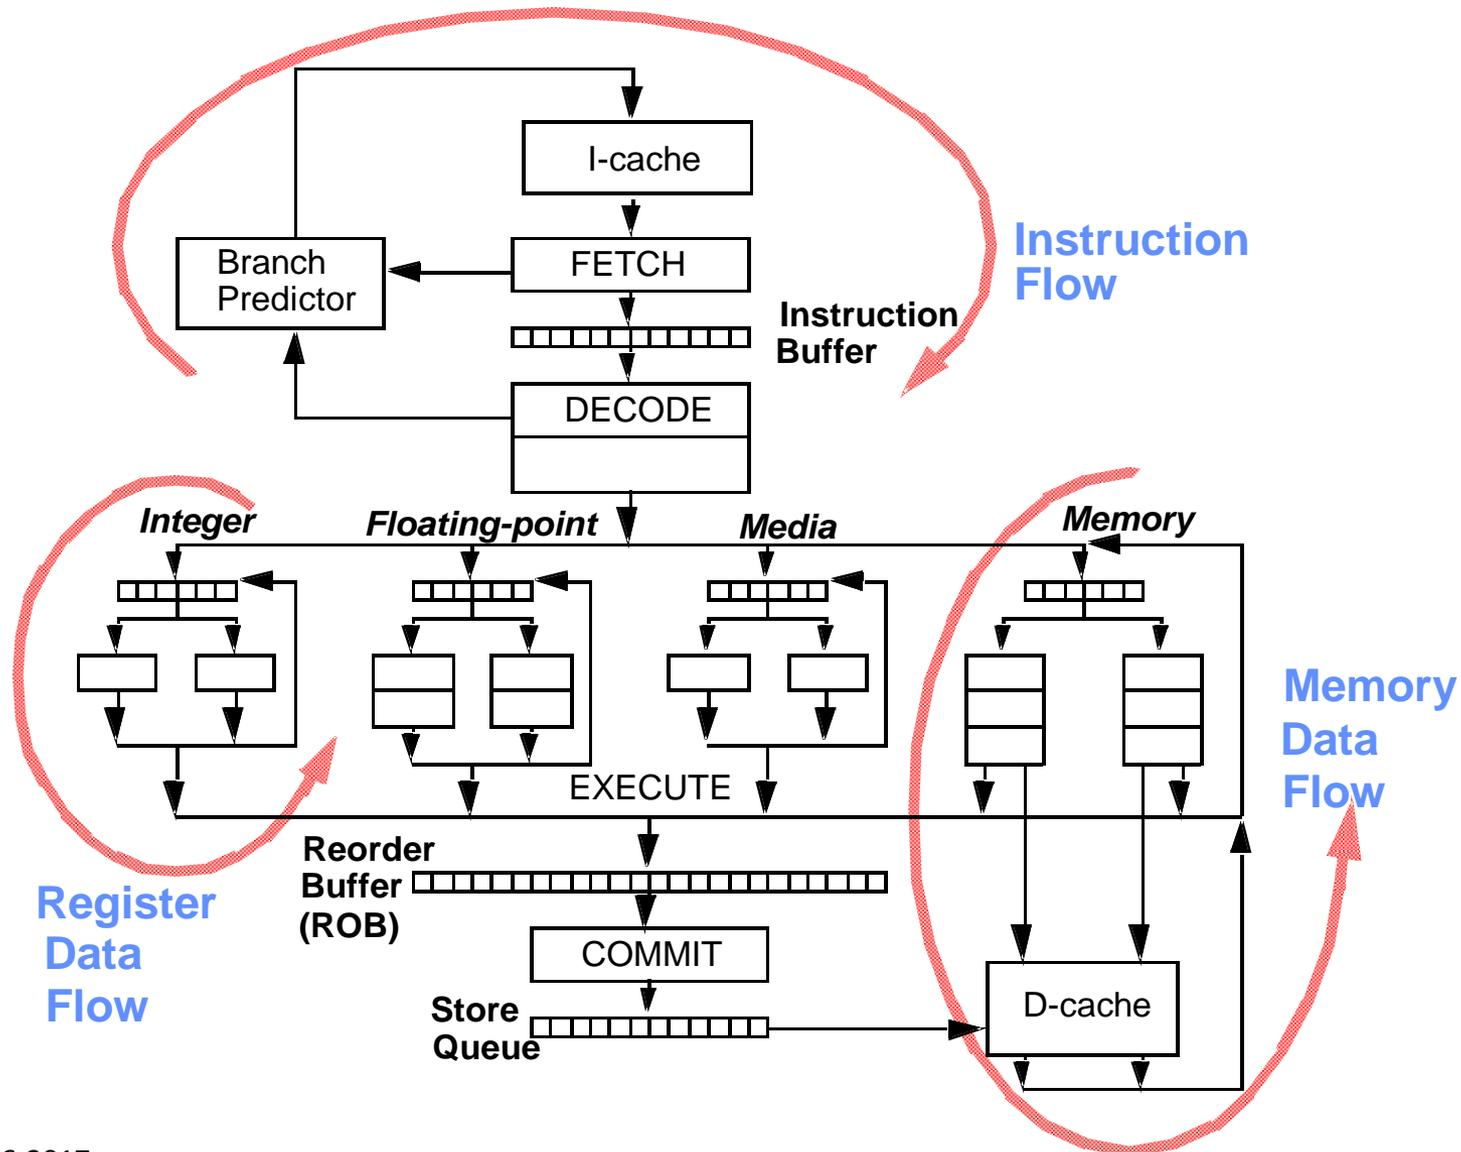 I-cache
Branch
Predictor
FETCH
Instruction
Flow
Instruction
Buffer
DECODE
Integer
Floating-point
Media
Memory
Memory
Data
Flow
EXECUTE
Reorder
Buffer
(ROB)
Register
Data
Flow
COMMIT
D-cache
Store
Queue